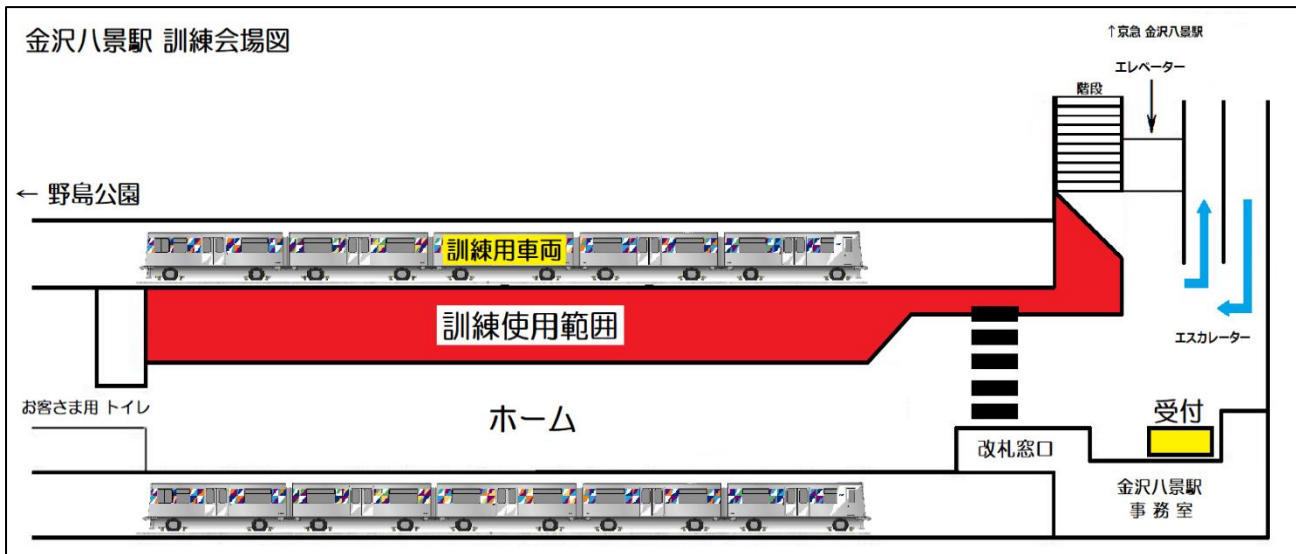 金沢八景駅 訓練会場図
↑京急 金沢八景駅
エレベーター
階段
← 野島公園
訓練用車両
訓練使用範囲
エスカレーター
お客さま用 トイレ
ホーム
受付
改札窓口
金沢八景駅
事務室